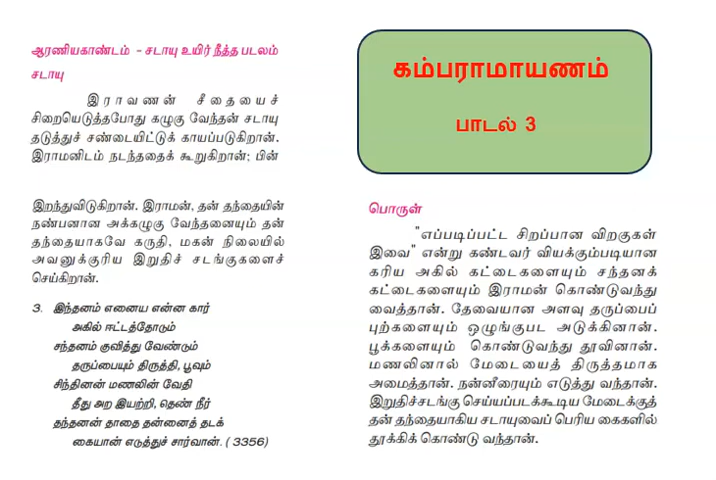 ஆரணியகாண்டம் - சடாயு உயிர் நீத்த படலம்
சடாயு
இராவணன் சீதையைச்
சிறையெடுத்தபோது கழுகு வேந்தன் சடாயு
தடுத்துச் சண்டையிட்டுக் காயப்படுகிறான்.
இராமனிடம் நடந்ததைக் கூறுகிறான்; பின்
இறந்துவிடுகிறான். இராமன், தன் தந்தையின்
நண்பனான அக்கழுகு வேந்தனையும் தன்
தந்தையாகவே கருதி, மகன் நிலையில்
அவனுக்குரிய இறுதிச் சடங்குகளைச்
செய்கிறான்.
3. இந்தனம் எனைய என்ன கார்
அகில் ஈட்டத்தோடும்
சந்தனம் குவித்து வேண்டும்
தருப்பையும் திருத்தி, பூவும்
சிந்தினன் மணலின் வேதி
தீது அற இயற்றி, தெண் நீர்
தந்தனன் தாதை தன்னைத் தடக்
கையான் எடுத்துச் சார்வான். ( 3356)
கம்பராமாயணம்
பாடல் 3
பொருள்
"எப்படிப்பட்ட சிறப்பான விறகுகள்
இவை" என்று கண்டவர் வியக்கும்படியான
கரிய அகில் கட்டைகளையும் சந்தனக்
கட்டைகளையும் இராமன் கொண்டுவந்து
வைத்தான். தேவையான அளவு தருப்பைப்
புற்களையும் ஒழுங்குபட அடுக்கினான்.
பூக்களையும் கொண்டுவந்து தூவினான்.
மணலினால் மேடையைத் திருத்தமாக
அமைத்தான். நன்னீரையும் எடுத்து வந்தான்.
இறுதிச்சடங்கு செய்யப்படக்கூடிய மேடைக்குத்
தன் தந்தையாகிய சடாயுவைப் பெரிய கைகளில்
தூக்கிக் கொண்டு வந்தான்.